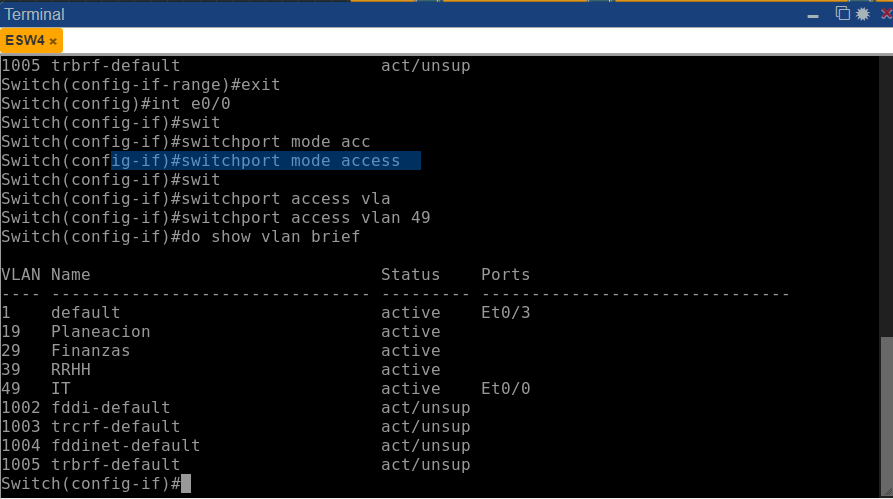 Terminal
ESW4 ×
1005 trbrf-default                    act/unsup
Switch(config-if-range)#exit
Switch(config)#int e0/0
Switch(config-if)#swit
Switch(config-if)#switchport mode acc
Switch(config-if)#switchport mode access
Switch(config-if)#swit
Switch(config-if)#switchport access vla
Switch(config-if)#switchport access vlan 49
Switch(config-if)#do show vlan brief
VLAN Name                             Status    Ports
---- -------------------------------- --------- -------------------------------
1    default                          active    Et0/3
19   Planeacion                       active
29   Finanzas                         active
39   RRHH                             active
49   IT                               active    Et0/0
1002 fddi-default                     act/unsup
1003 trcrf-default                    act/unsup
1004 fddinet-default                  act/unsup
1005 trbrf-default                    act/unsup
Switch(config-if)#